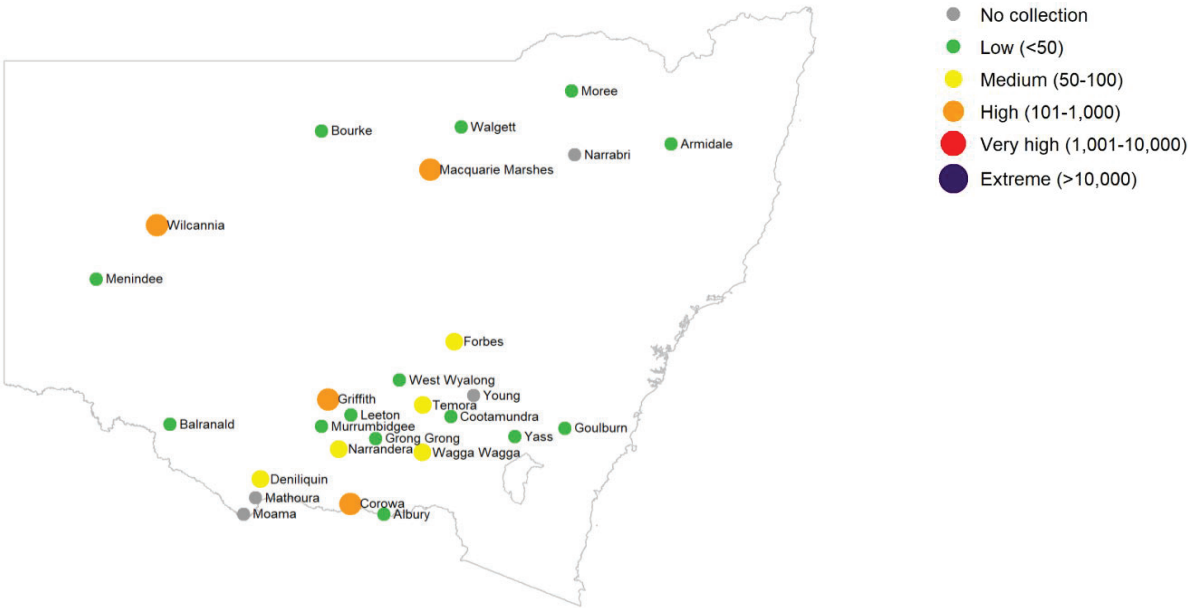 No collection
Low (<50)
Medium (50-100)
High (101-1,000)
Very high (1,001-10,000)
Extreme (>10,000)
Moree
Bourke
Walgett
Armidale
Narrabri
Macquarie Marshes
Wilcannia
Menindee
Forbes
West Wyalong
Young
Griffith
Temora
Leeton
Cootamundra
Balranald
Murrumbidgee
Goulburn
Grong Grong
Yass
Narrandera
Wagga Wagga
Deniliquin
Mathoura
Corowa
Moama
Albury